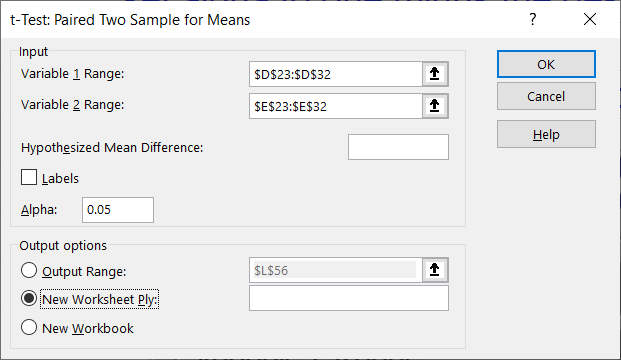 t-Test: Paired Two Sample for Means
Input
Variable 1 Range:
$D$23:$D$32
Variable 2 Range:
$E$23:$E$32
Hypothesized Mean Difference:
Labels
Alpha:
0.05
OK
Cancel
Help
Output options
Output Range:
$L$56
New Worksheet Ply:
New Workbook